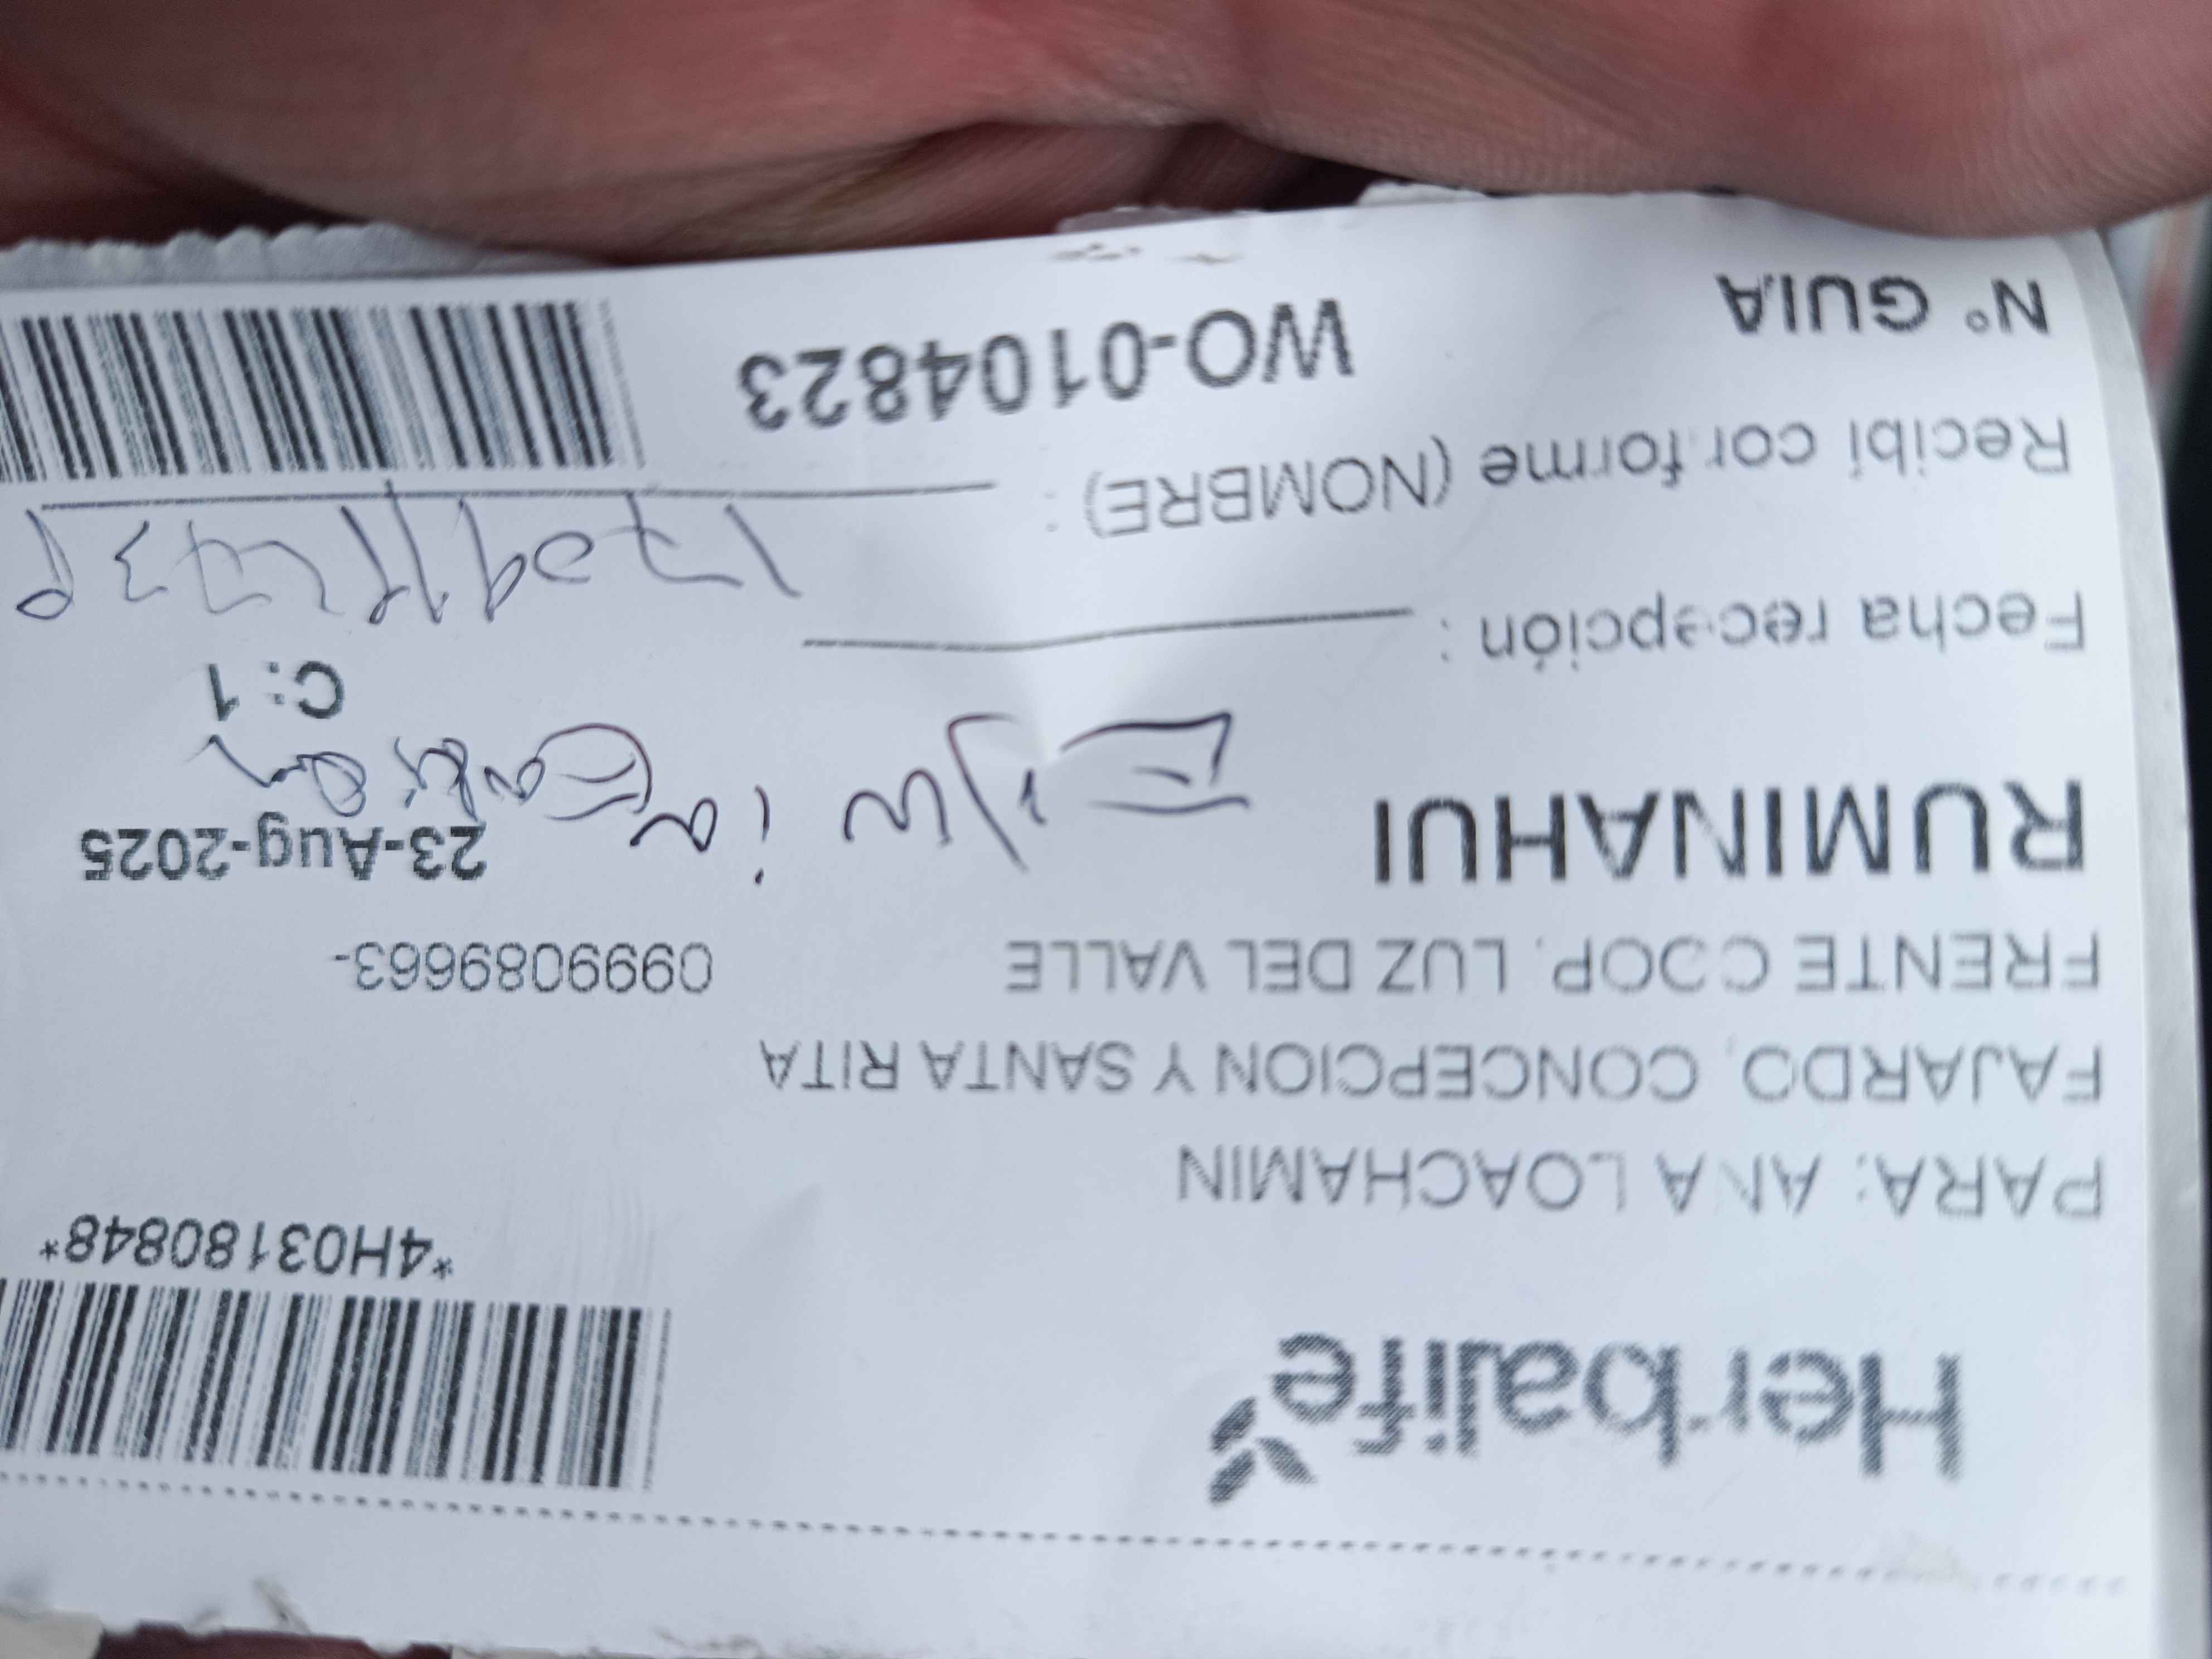 Herbalife
*4H03180848*
PARA: ANA LOACHAMIN
FAJARDO, CONCEPCION Y SANTA RITA
FRENTE COOP. LUZ DEL VALLE 0999089663-
RUMINAHUI 23-Aug-2025
C: 1
Fecha recepción :
Recibí conforme (NOMBRE) :
N° GUIA WO-0104823